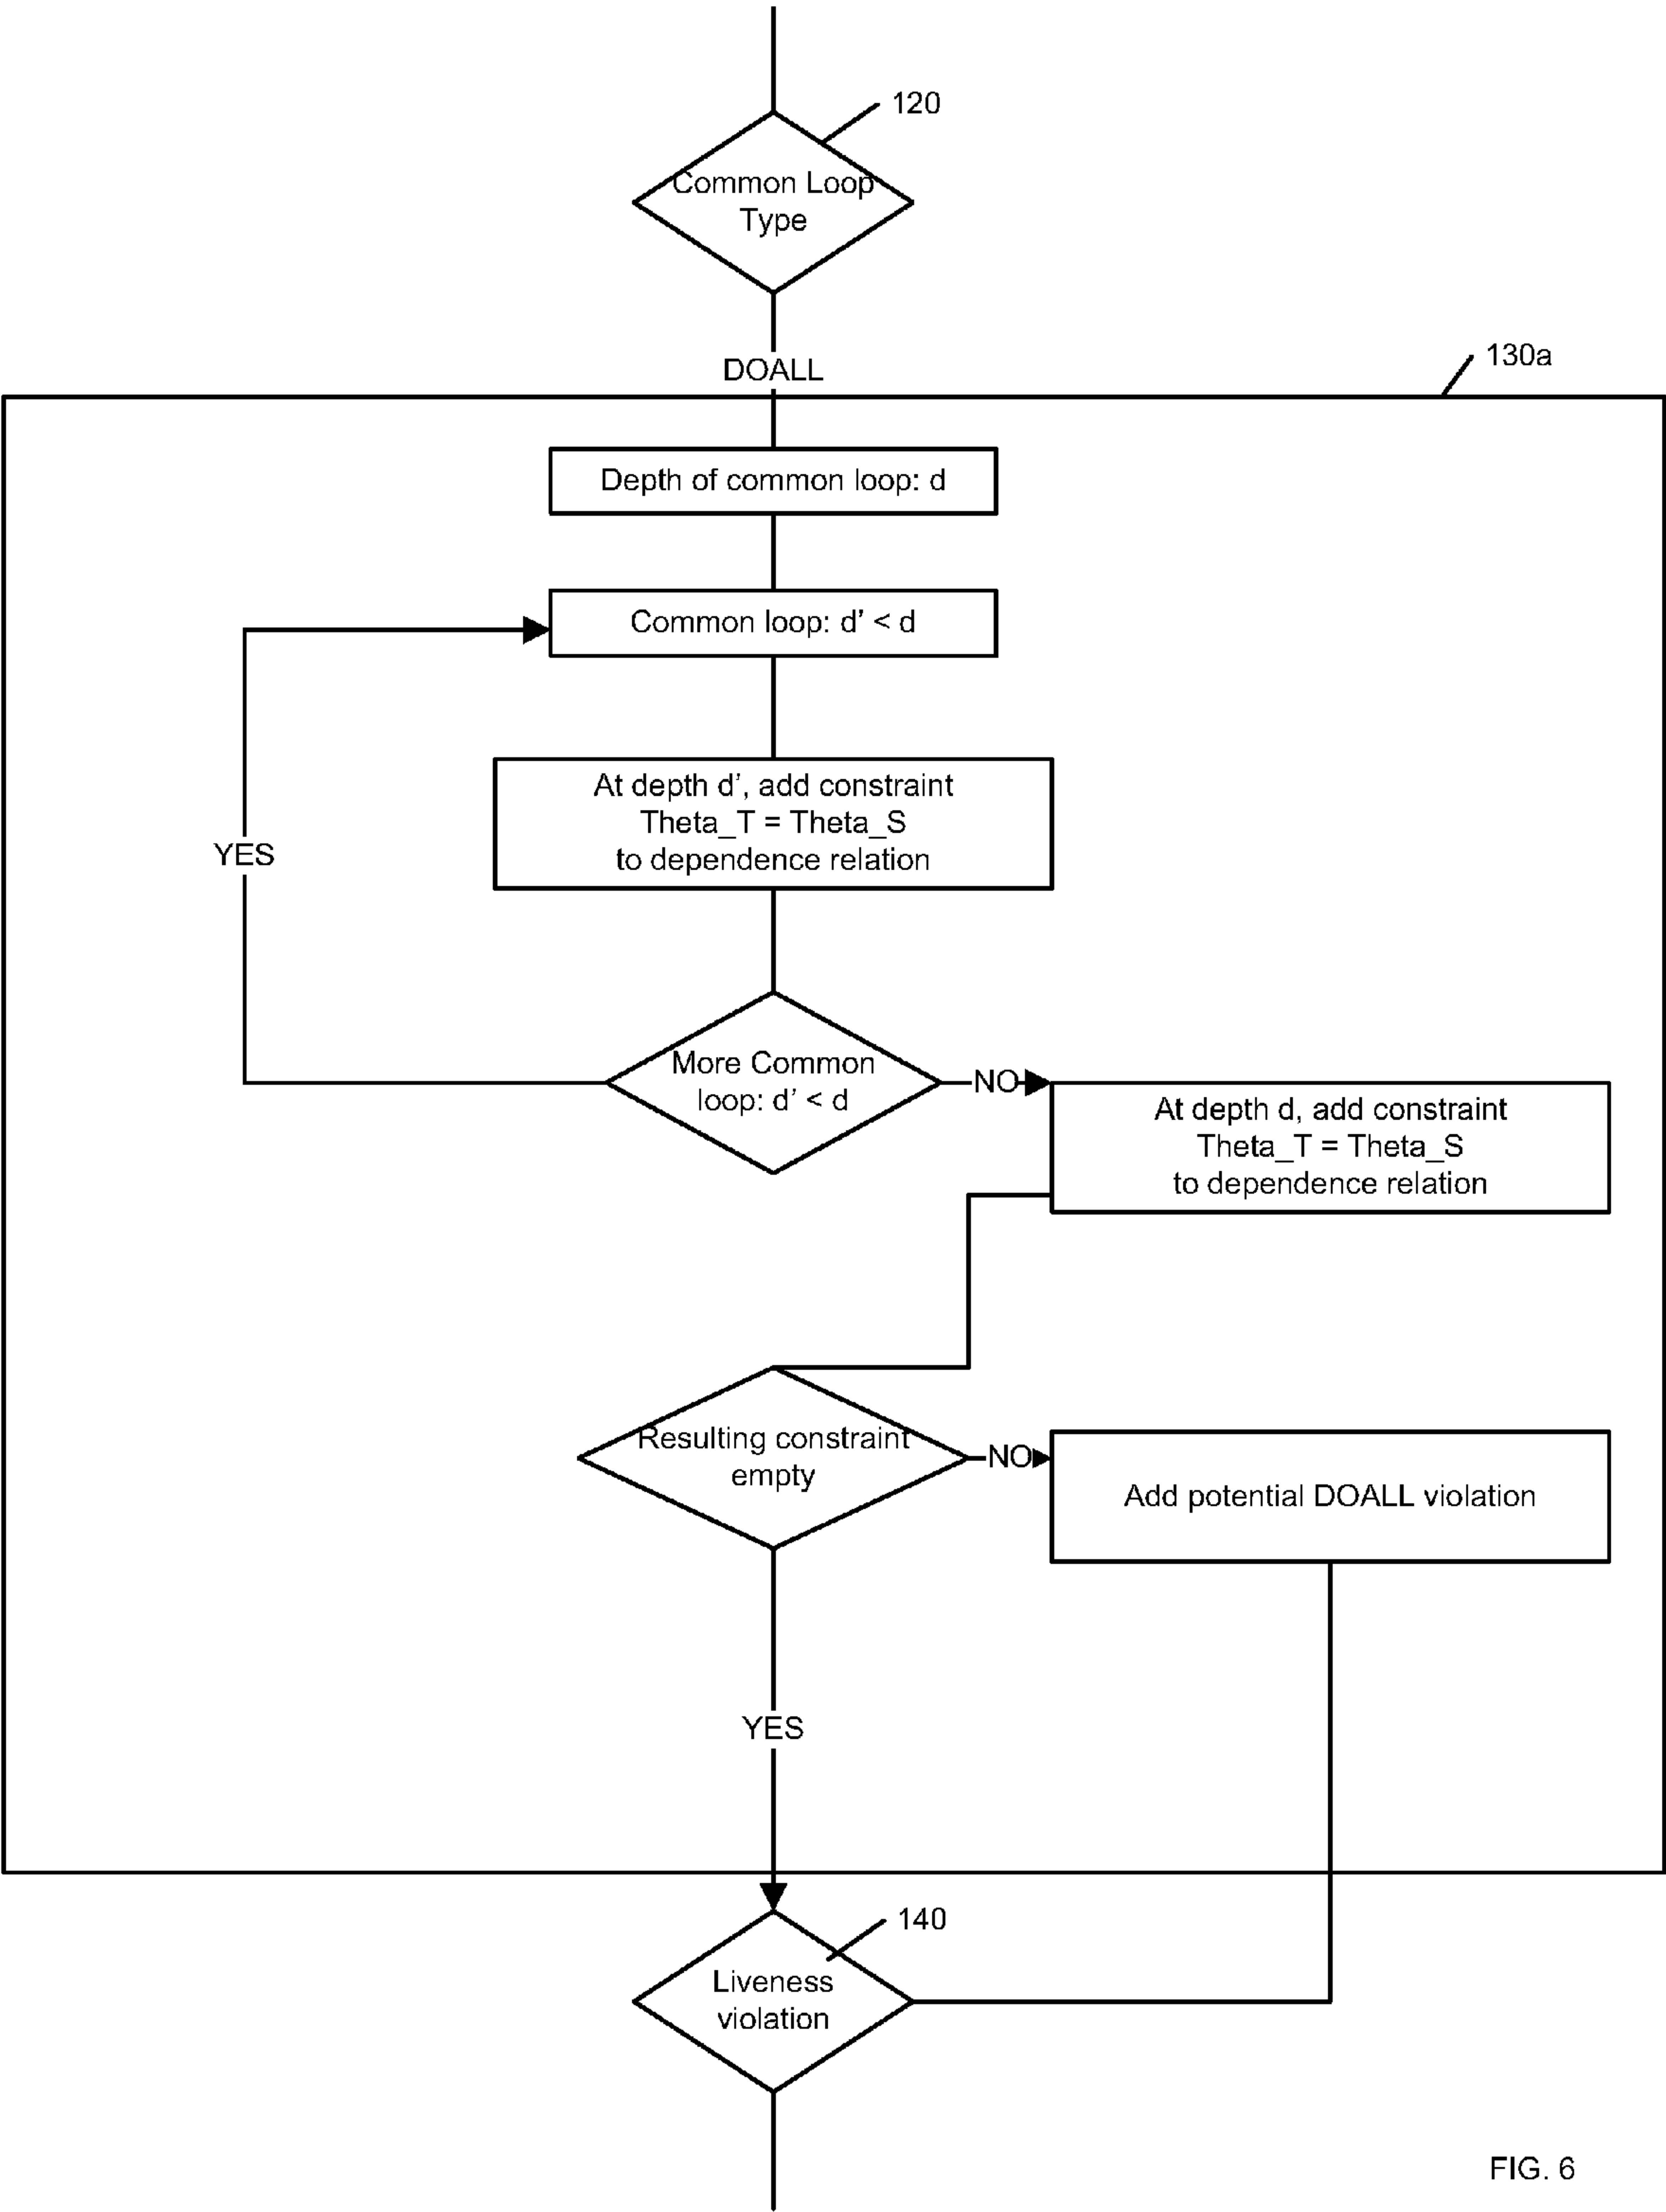 120
Common Loop
Type
DOALL
130a
Depth of common loop: d
Common loop: d' < d
At depth d', add constraint
Theta_T = Theta_S
to dependence relation
YES
More Common
loop: d' < d
NO
At depth d, add constraint
Theta_T = Theta_S
to dependence relation
Resulting constraint
empty
NO
Add potential DOALL violation
YES
140
Liveness
violation
FIG. 6